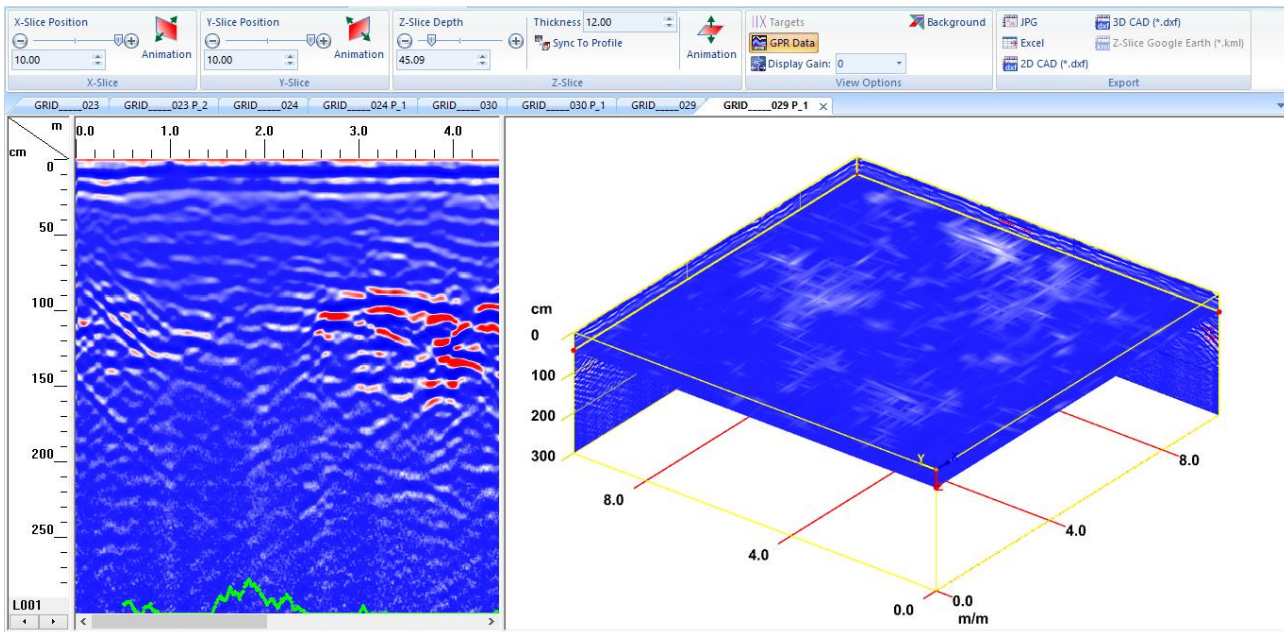 X-Slice Position
10.00
Animation
X-Slice
Y-Slice Position
10.00
Animation
Y-Slice
Z-Slice Depth
45.09
Thickness 12.00
Sync To Profile
Animation
Z-Slice
Targets
GPR Data
Display Gain: 0
Background
View Options
JPG
Excel
2D CAD (*.dxf)
3D CAD (*.dxf)
Z-Slice Google Earth (*.kml)
Export
GRID_____023 GRID_____023 P_2 GRID_____024 GRID_____024 P_1 GRID_____030 GRID_____030 P_1 GRID_____029 GRID_____029 P_1
m 0.0 1.0 2.0 3.0 4.0
cm
0
50
100
150
200
250
L001
cm
0
100
200
300
Y
8.0
4.0
0.0
0.0
4.0
8.0
m/m